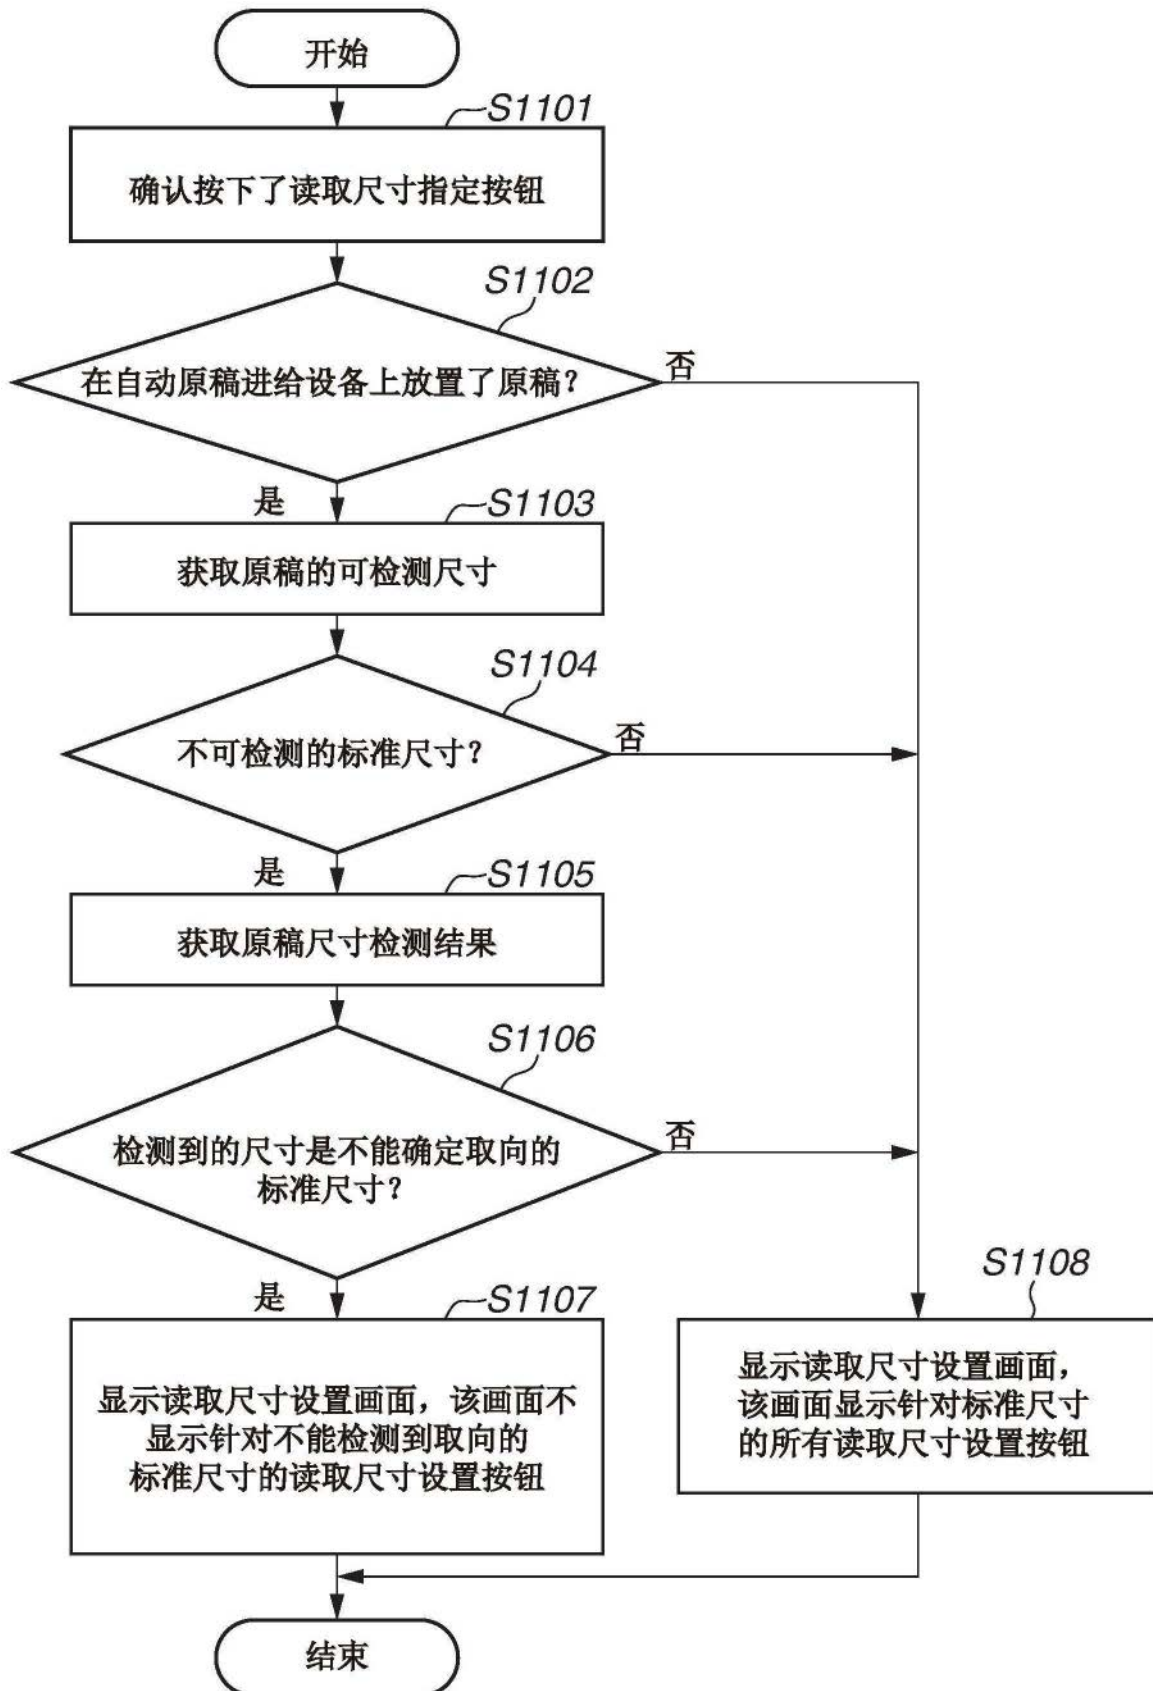 开始
S1101
确认按下了读取尺寸指定按钮
S1102
在自动原稿进给设备上放置了原稿?
否
是
S1103
获取原稿的可检测尺寸
S1104
不可检测的标准尺寸?
否
是
S1105
获取原稿尺寸检测结果
S1106
检测到的尺寸是不能确定取向的
标准尺寸?
否
是
S1107
显示读取尺寸设置画面，该画面不
显示针对不能检测到取向的
标准尺寸的读取尺寸设置按钮
S1108
显示读取尺寸设置画面，
该画面显示针对标准尺寸
的所有读取尺寸设置按钮
结束